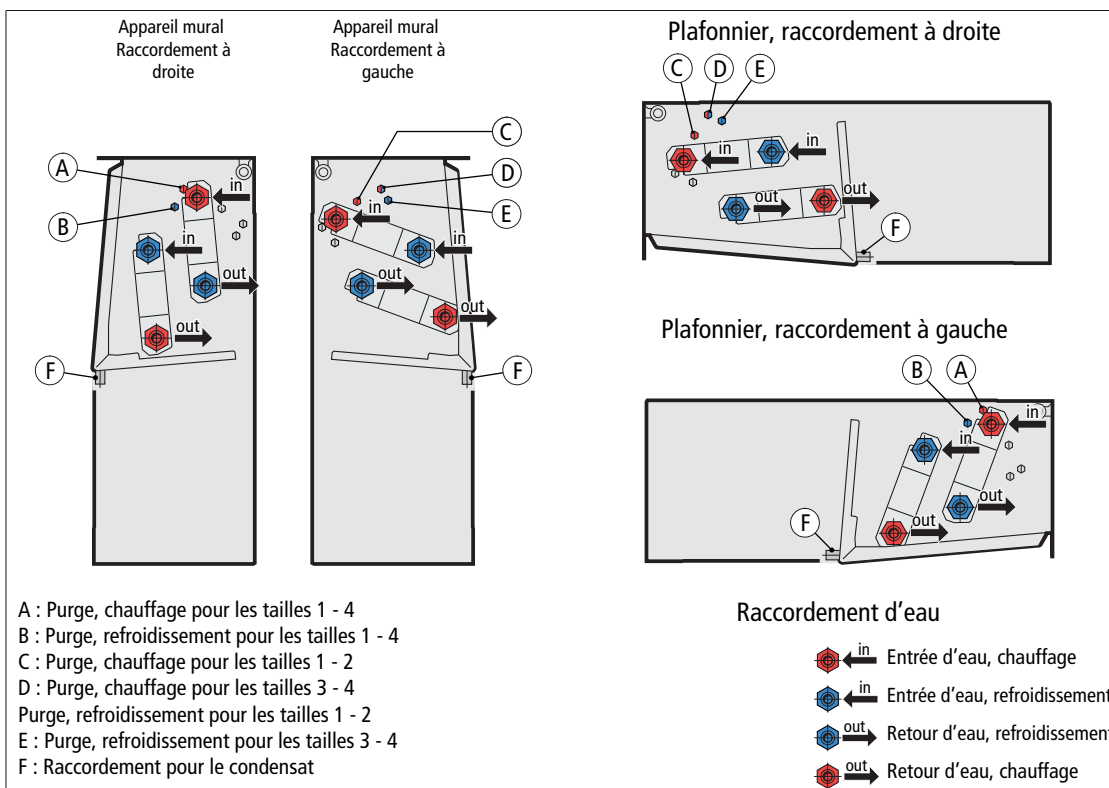 Appareil mural
Raccordement à
droite
Appareil mural
Raccordement à
gauche
A
B
in
in
out
out
F
C
D
E
in
in
out
out
F
Plafonnier, raccordement à droite
C
D
E
in
in
out
out
F
Plafonnier, raccordement à gauche
B
A
in
in
out
out
F
A : Purge, chauffage pour les tailles 1 - 4
B : Purge, refroidissement pour les tailles 1 - 4
C : Purge, chauffage pour les tailles 1 - 2
D : Purge, chauffage pour les tailles 3 - 4
Purge, refroidissement pour les tailles 1 - 2
E : Purge, refroidissement pour les tailles 3 - 4
F : Raccordement pour le condensat
Raccordement d'eau
in Entrée d'eau, chauffage
in Entrée d'eau, refroidissement
out Retour d'eau, refroidissement
out Retour d'eau, chauffage